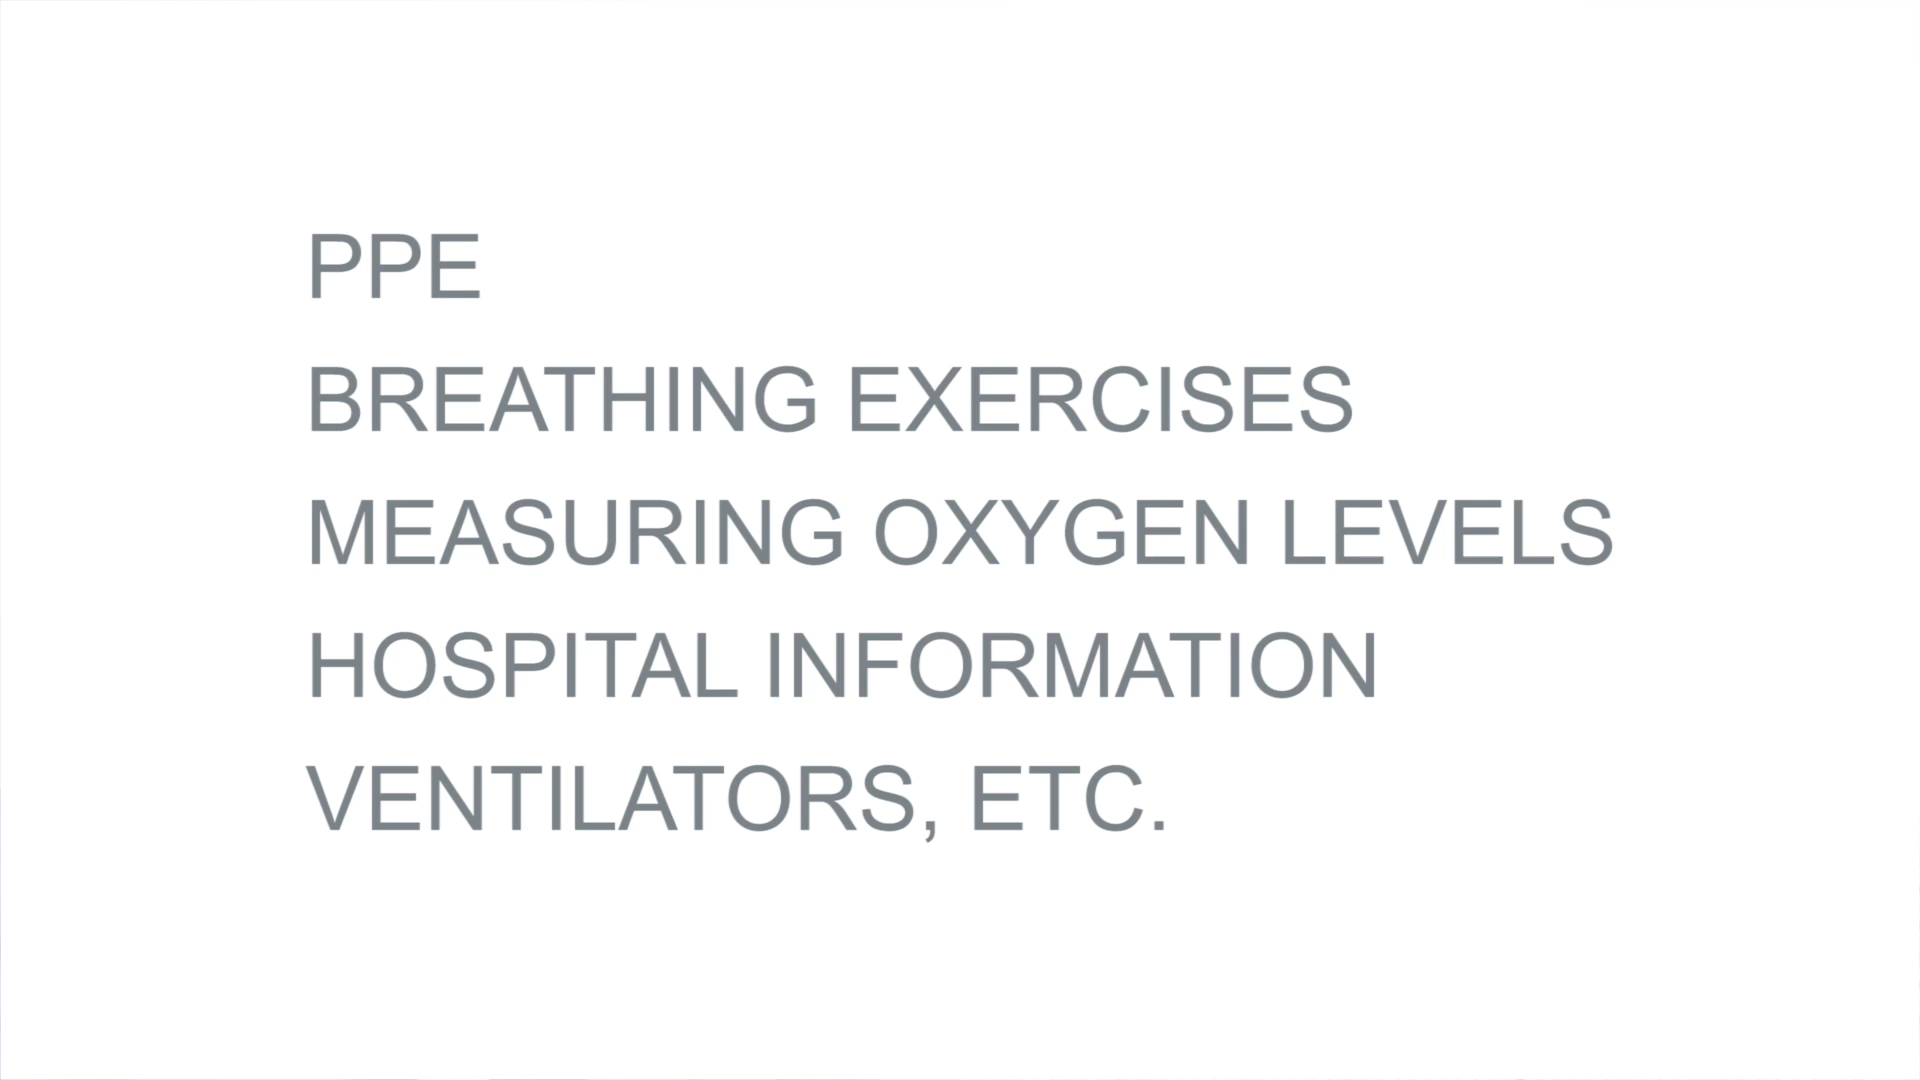 PPE
BREATHING EXERCISES
MEASURING OXYGEN LEVELS
HOSPITAL INFORMATION
VENTILATORS, ETC.